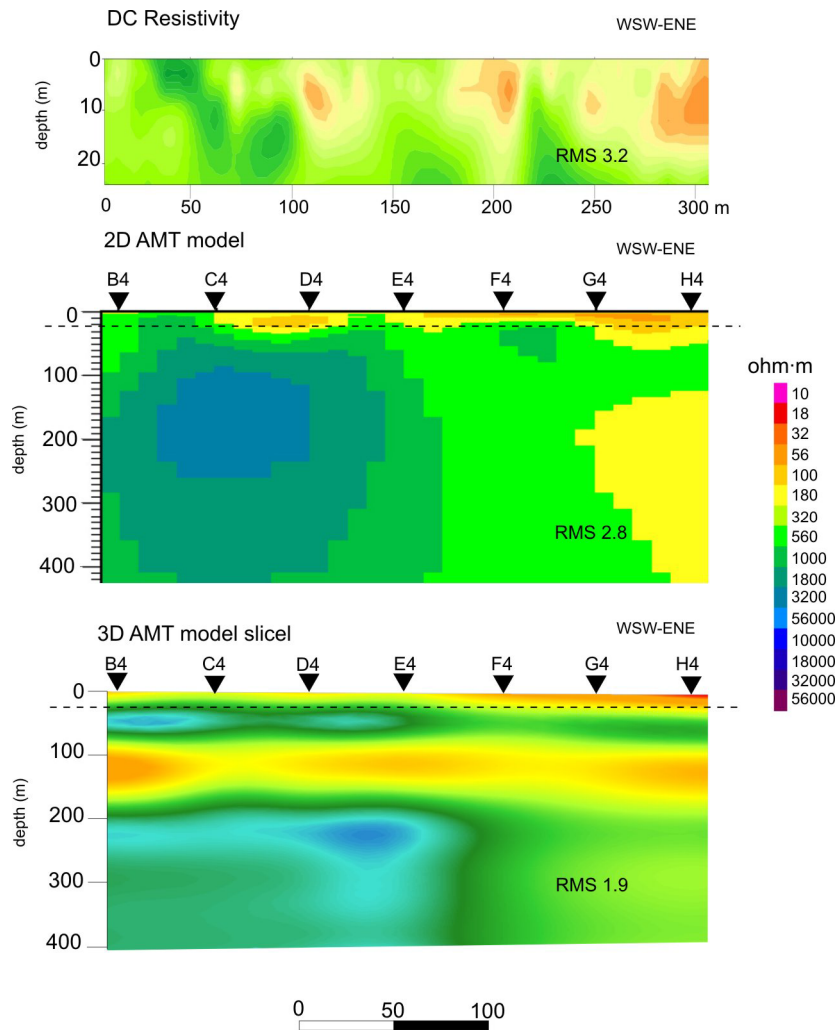 DC Resistivity
WSW-ENE
0
10
20
depth (m)
RMS 3.2
0 50 100 150 200 250 300 m
2D AMT model
WSW-ENE
B4 C4 D4 E4 F4 G4 H4
0
100
200
300
400
depth (m)
RMS 2.8
ohm·m
10
18
32
56
100
180
320
560
1000
1800
3200
56000
10000
18000
32000
56000
3D AMT model slicel
WSW-ENE
B4 C4 D4 E4 F4 G4 H4
0
100
200
300
400
depth (m)
RMS 1.9
0 50 100